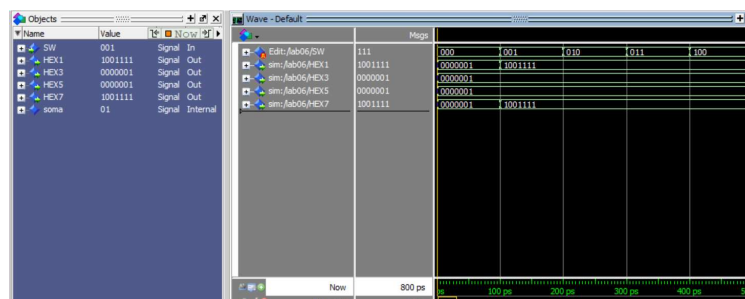 Objects
Name Value Now
SW 001 Signal In
HEX1 1001111 Signal Out
HEX3 0000001 Signal Out
HEX5 0000001 Signal Out
HEX7 1001111 Signal Out
soma 01 Signal Internal
Wave - Default
Msgs
Edit:/lab06/SW 111 000 001 010 011 100
sim:/lab06/HEX1 1001111 0000001 1001111
sim:/lab06/HEX3 0000001 0000001
sim:/lab06/HEX5 0000001 0000001
sim:/lab06/HEX7 1001111 0000001 1001111
Now 800 ps ps 100 ps 200 ps 300 ps 400 ps